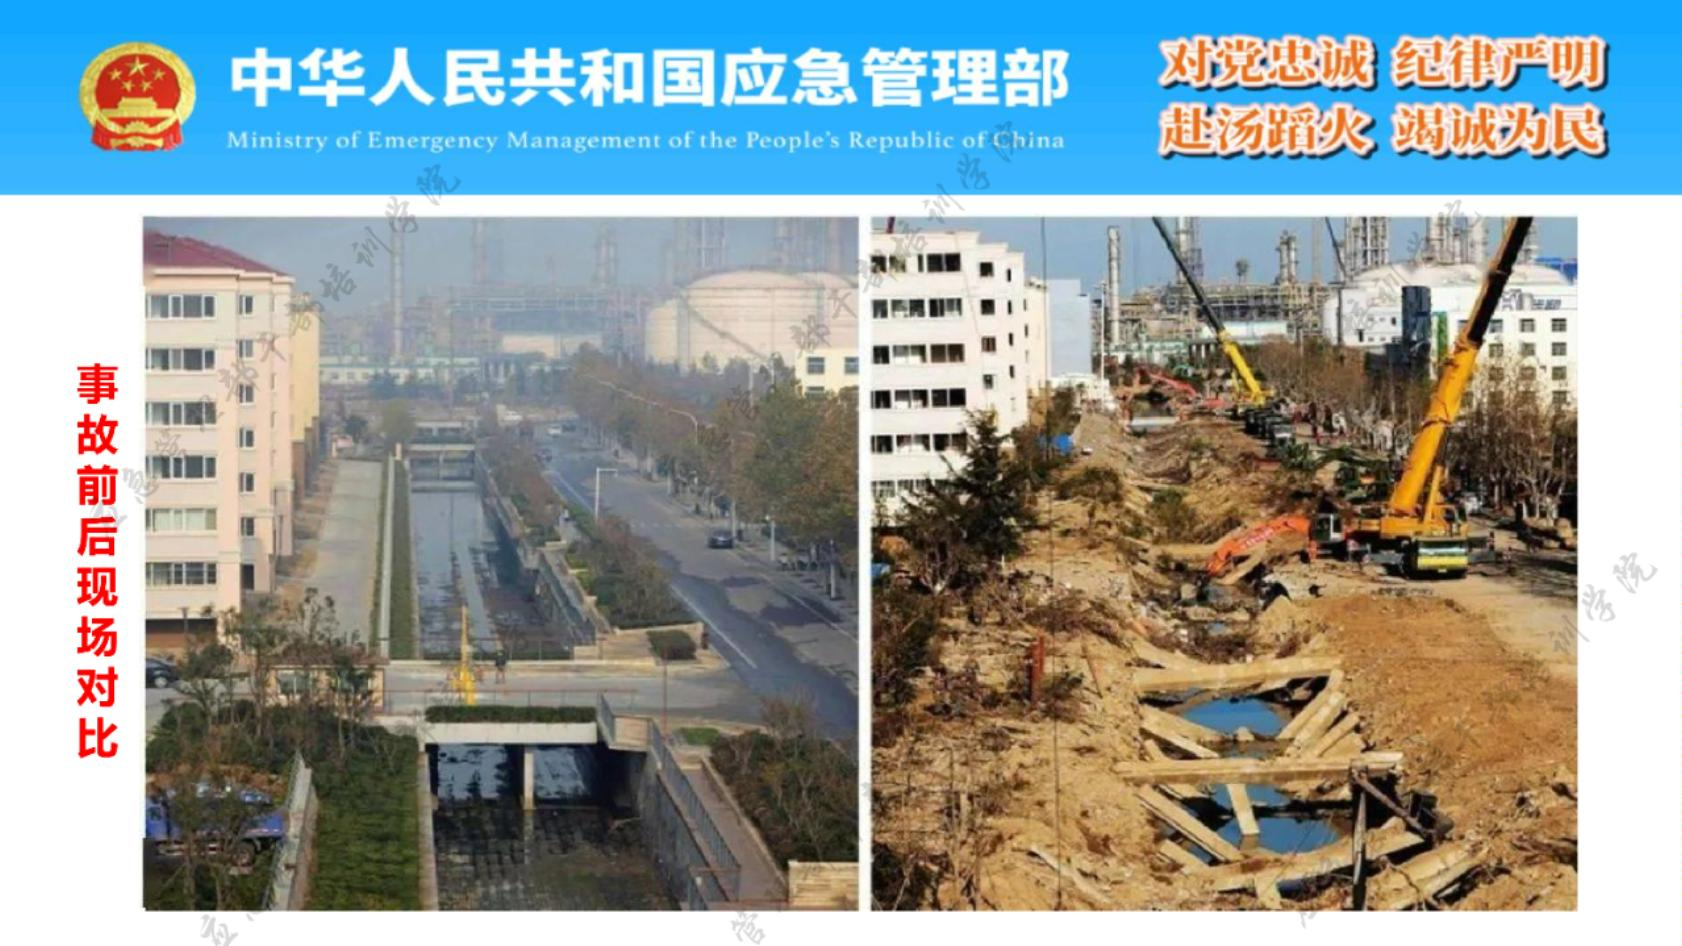 中华人民共和国应急管理部
Ministry of Emergency Management of the People's Republic of China
对党忠诚 纪律严明
赴汤蹈火 竭诚为民
事故前后现场对比